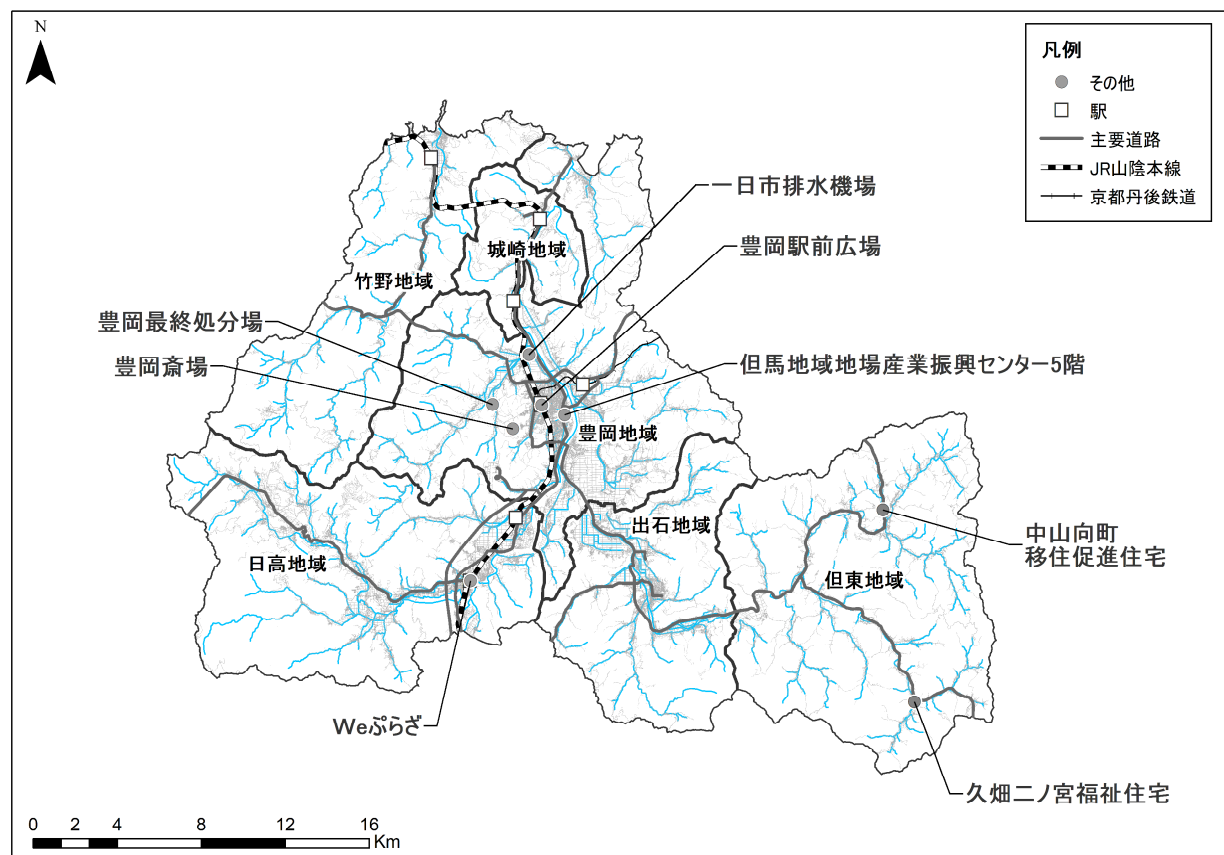 N
凡例
その他
駅
主要道路
JR山陰本線
京都丹後鉄道
一日市排水機場
豊岡駅前広場
城崎地域
竹野地域
豊岡最終処分場
豊岡斎場
但馬地域地場産業振興センター5階
豊岡地域
出石地域
中山向町
移住促進住宅
日高地域
但東地域
Weぷらざ
久畑二ノ宮福祉住宅
0 2 4 8 12 16
Km